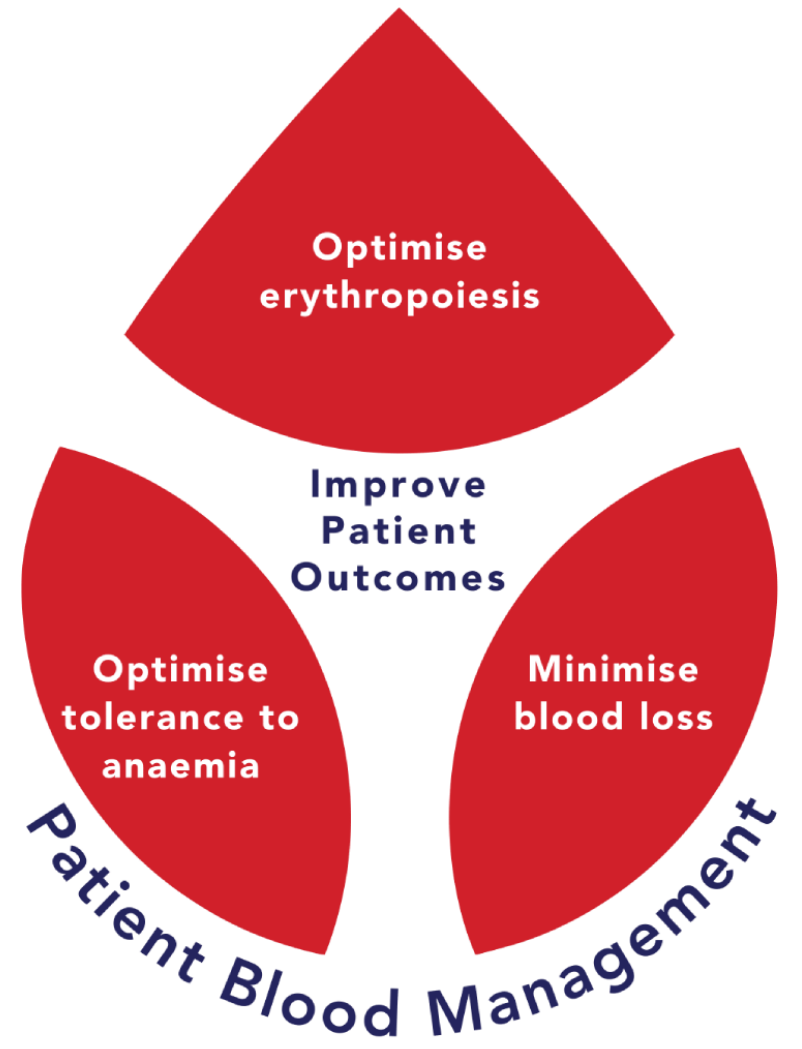 Optimise
erythropoiesis
Improve
Patient
Outcomes
Optimise
tolerance to
anaemia
Minimise
blood loss
Patient Blood Management